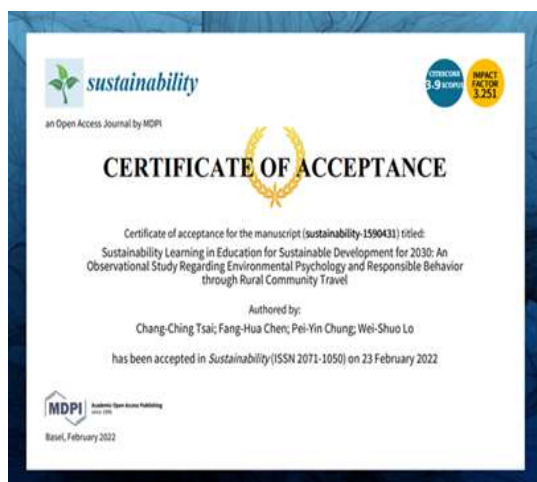 sustainability
CITESCORE
3.9 SCOPUS
IMPACT
FACTOR
3.251
an Open Access Journal by MDPI
CERTIFICATE OF ACCEPTANCE
Certificate of acceptance for the manuscript (sustainability-1590431) titled:
Sustainability Learning in Education for Sustainable Development for 2030: An
Observational Study Regarding Environmental Psychology and Responsible Behavior
through Rural Community Travel
Authored by:
Chang-Ching Tsai; Fang-Hua Chen; Pei-Yin Chung; Wei-Shuo Lo
has been accepted in Sustainability (ISSN 2071-1050) on 23 February 2022
MDPI
Academic Open Access Publishing
since 1996
Basel, February 2022